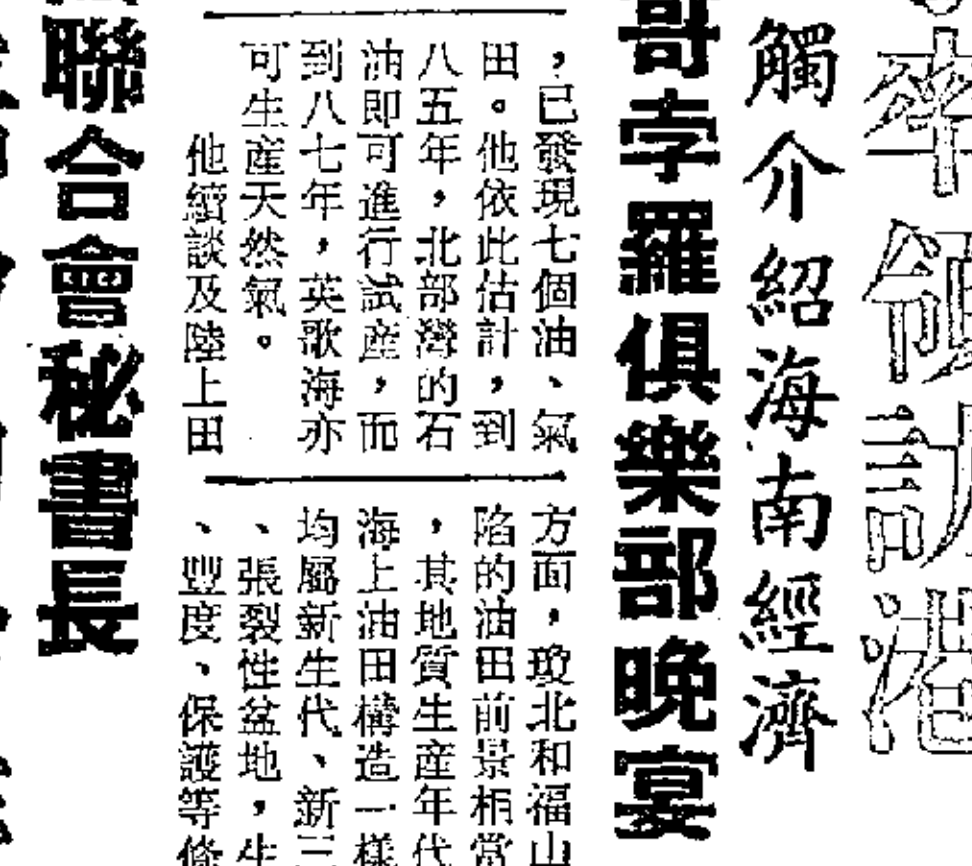 率領訪港
觸介紹海南經濟
哥孛羅俱樂部晚宴
，已發現七個油、氣
田。他依此估計，到
八五年，北部灣的石
油即可進行試產，而
到八七年，英歌海亦
可生產天然氣。
他續談及陸上田
方面，瓊北和福山
陷的油田前景相當
，其地質生產年代
海上油田構造一樣
均屬新生代、新三
、張裂性盆地，生
、豐度、保護等條
聯合會秘書長